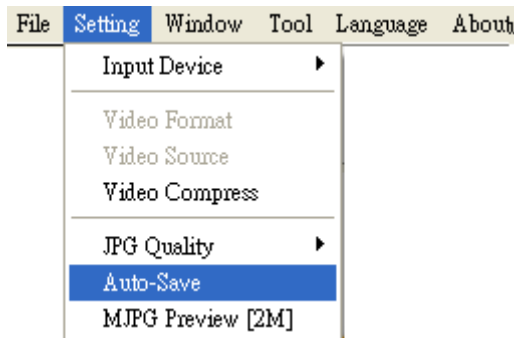 File Setting Window Tool Language About
Input Device
Video Format
Video Source
Video Compress
JPG Quality
Auto-Save
MJPG Preview [2M]